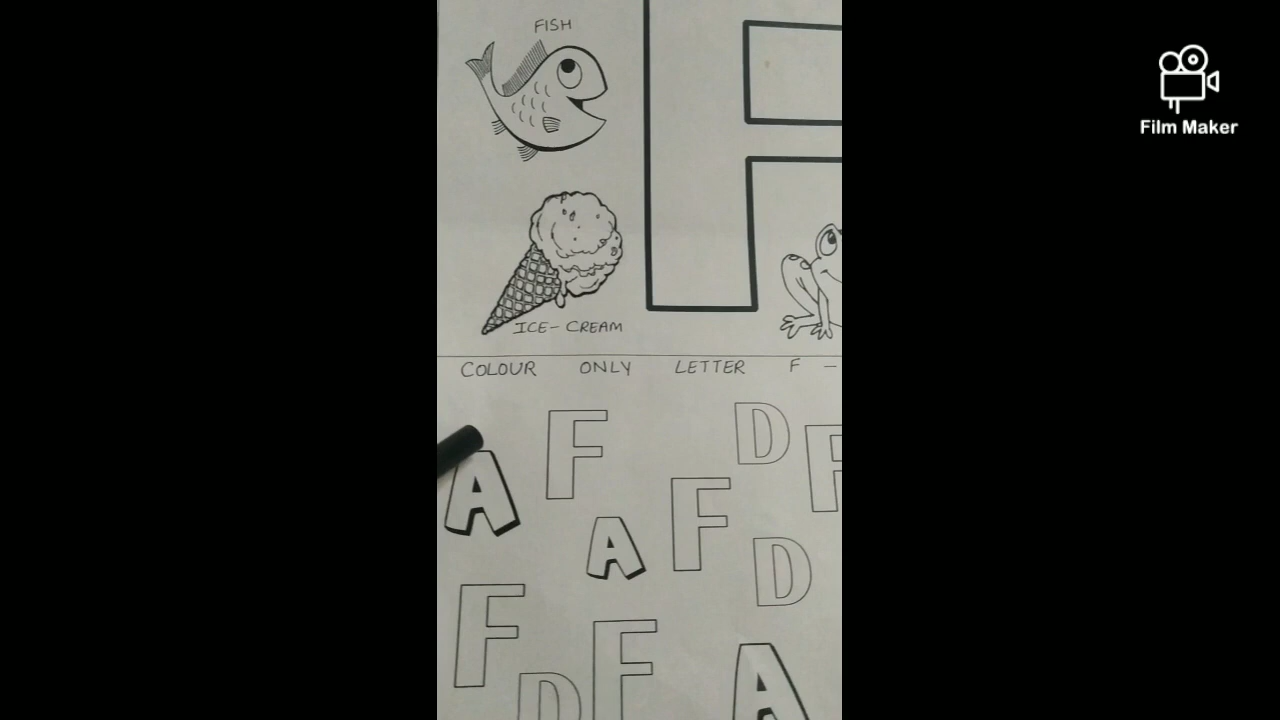 FISH
F
ICE-CREAM
COLOUR ONLY LETTER F -
F D F
A F
A D
F F
D A
Film Maker